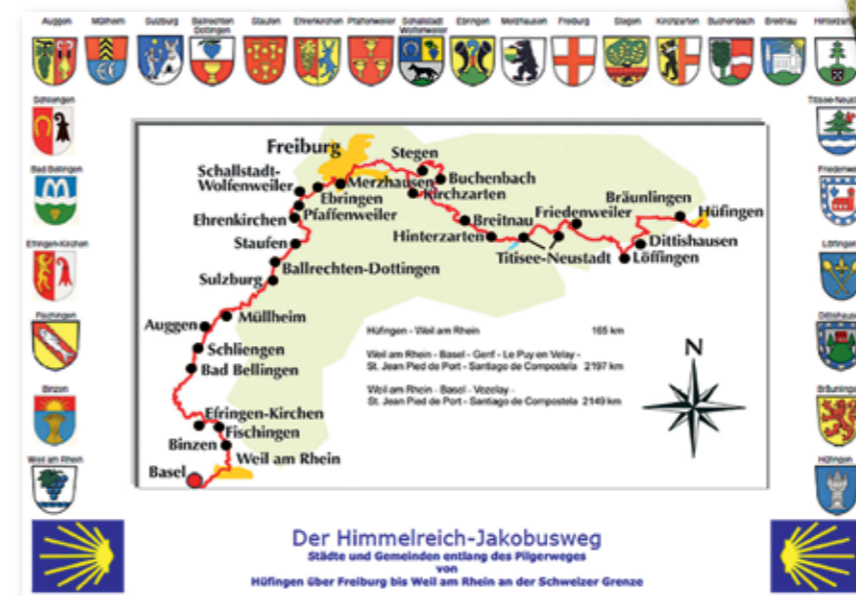 Auggen Müllheim Sulzburg Ballrechten Dottingen Staufen Ehrenkirchen Pfaffenweiler Schallstadt Wolfenweiler Ebringen Merzhausen Freiburg Stegen Kirchzarten Buchenbach Breitnau
Schliengen
Bad Bellingen
Efringen-Kirchen
Fischingen
Binzen
Weil am Rhein
Titisee-Neust
Friedenwe
Löffingen
Dittishaus
Bräunlinge
Hüfingen
Freiburg
Stegen
Schallstadt-
Wolfenweiler
Merzhausen
Buchenbach
Kirchzarten
Ebringen
Pfaffenweiler
Ehrenkirchen
Breitnau
Friedenweiler
Bräunlingen
Hüfingen
Staufen
Hinterzarten
Dittishausen
Titisee-Neustadt
Löffingen
Ballrechten-Dottingen
Sulzburg
Müllheim
Auggen
Schliengen
Bad Bellingen
Efringen-Kirchen
Fischingen
Binzen
Weil am Rhein
Basel
Hüfingen - Weil am Rhein 165 km
Weil am Rhein - Basel - Genf - Le Puy en Velay -
St. Jean Pied de Port - Santiago de Compostela 2197 km
Weil am Rhein - Basel - Vezelay -
St. Jean Pied de Port - Santiago de Compostela 2149 km
N
Der Himmelreich-Jakobusweg
Städte und Gemeinden entlang des Pilgerweges
von
Hüfingen über Freiburg bis Weil am Rhein an der Schweizer Grenze